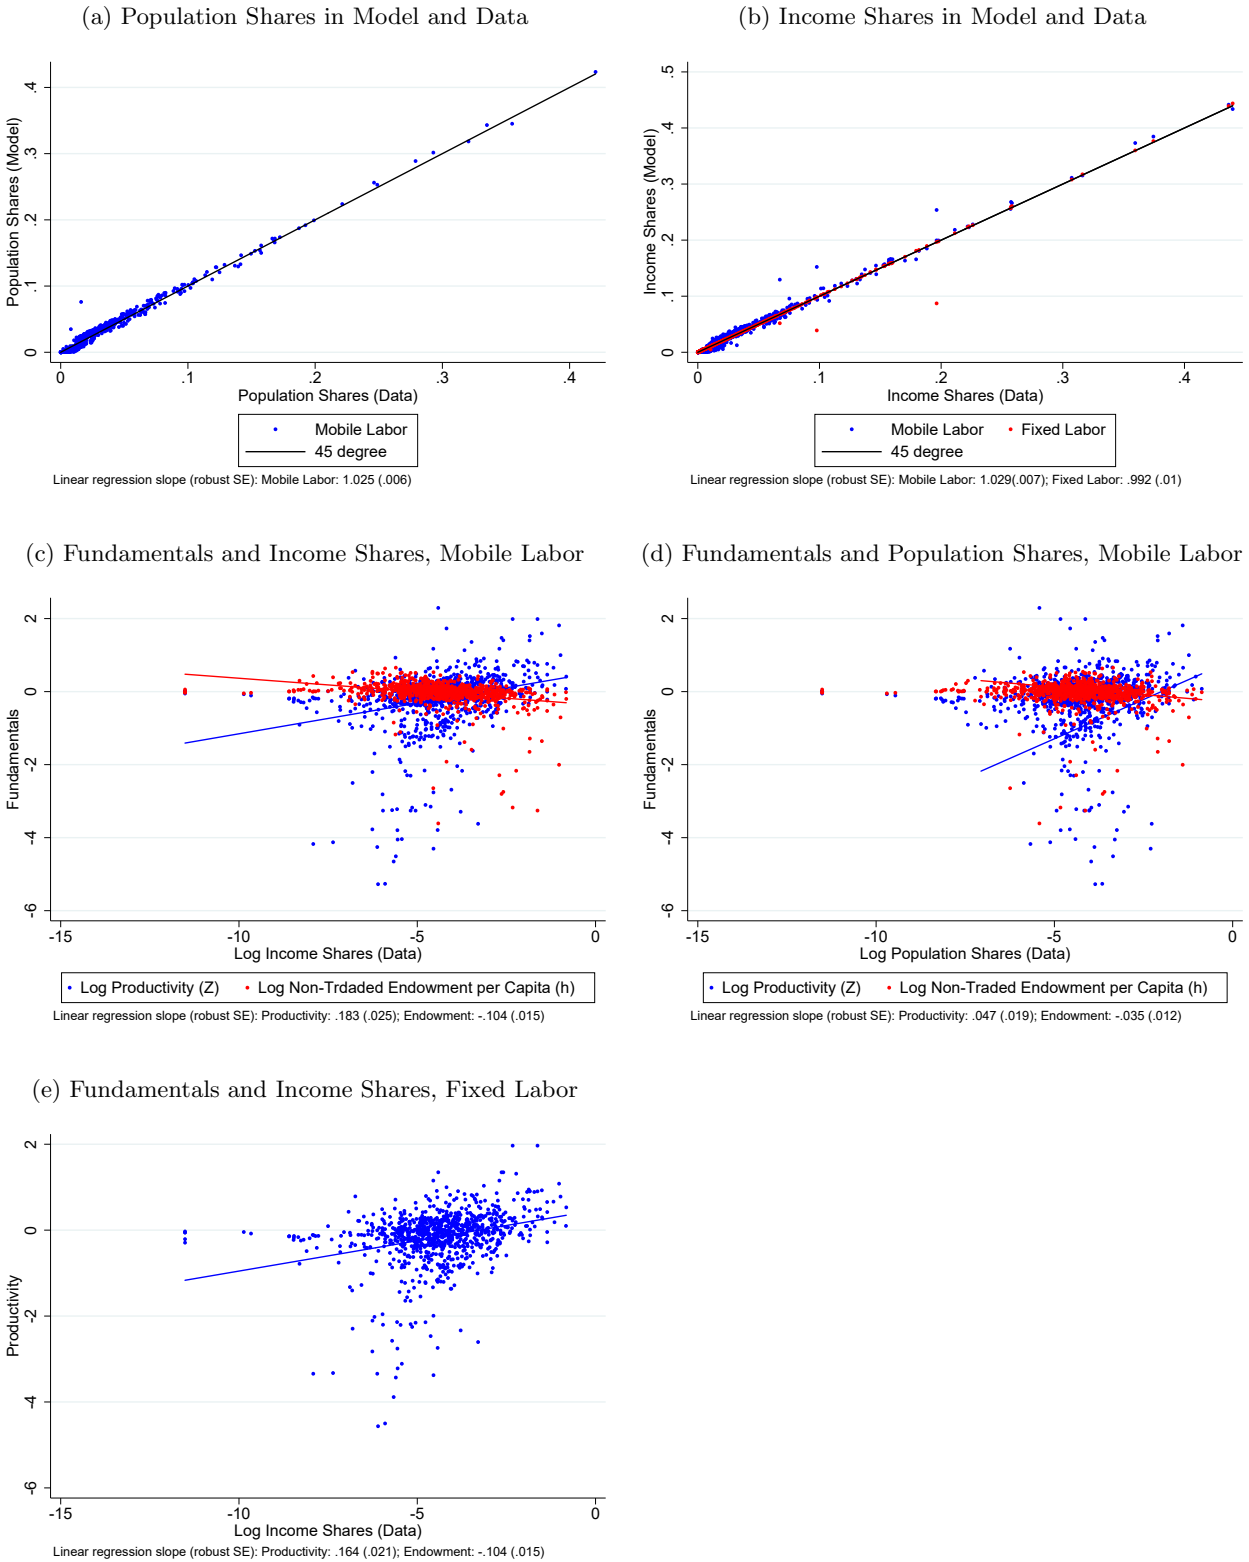 (a) Population Shares in Model and Data
Population Shares (Model)
.4
.3
.2
.1
0
0 .1 .2 .3 .4
Population Shares (Data)
Mobile Labor
45 degree
Linear regression slope (robust SE): Mobile Labor: 1.025 (.006)
(b) Income Shares in Model and Data
Income Shares (Model)
.5
.4
.3
.2
.1
0
0 .1 .2 .3 .4
Income Shares (Data)
Mobile Labor Fixed Labor
45 degree
Linear regression slope (robust SE): Mobile Labor: 1.029(.007); Fixed Labor: .992 (.01)
(c) Fundamentals and Income Shares, Mobile Labor
Fundamentals
2
0
-2
-4
-6
-15 -10 -5 0
Log Income Shares (Data)
Log Productivity (Z) Log Non-Trdaded Endowment per Capita (h)
Linear regression slope (robust SE): Productivity: .183 (.025); Endowment: -.104 (.015)
(d) Fundamentals and Population Shares, Mobile Labor
Fundamentals
2
0
-2
-4
-6
-15 -10 -5 0
Log Population Shares (Data)
Log Productivity (Z) Log Non-Trdaded Endowment per Capita (h)
Linear regression slope (robust SE): Productivity: .047 (.019); Endowment: -.035 (.012)
(e) Fundamentals and Income Shares, Fixed Labor
Productivity
2
0
-2
-4
-6
-15 -10 -5 0
Log Income Shares (Data)
Linear regression slope (robust SE): Productivity: .164 (.021); Endowment: -.104 (.015)